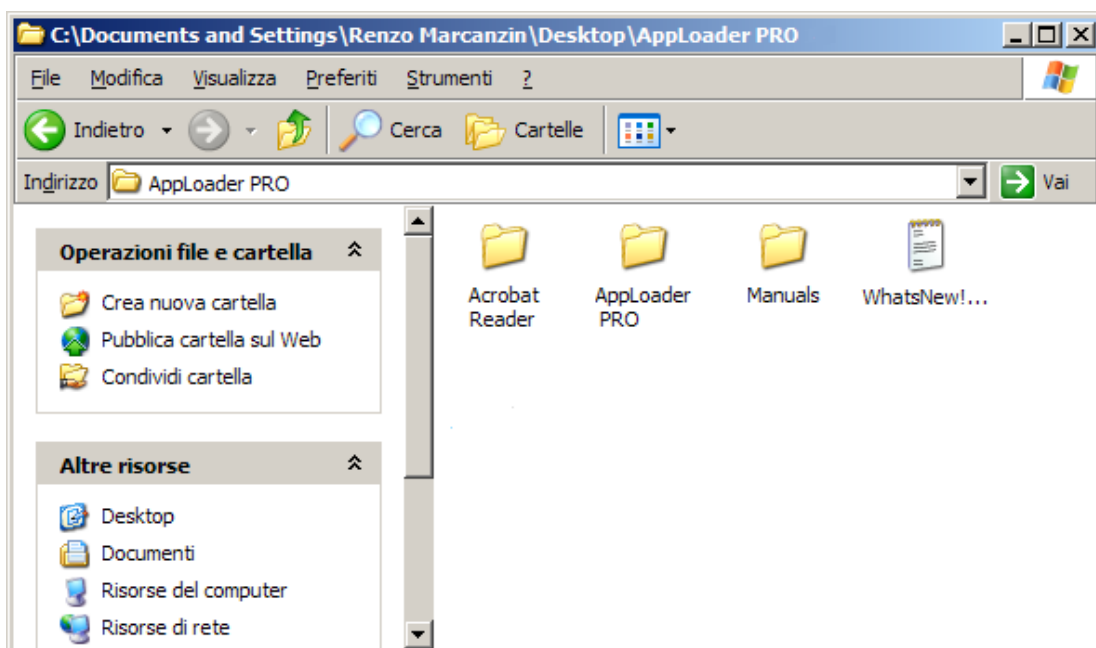 C:\Documents and Settings\Renzo Marcanzin\Desktop\AppLoader PRO
File Modifica Visualizza Preferiti Strumenti ?
Indietro Cerca Cartelle
Indirizzo AppLoader PRO Vai
Operazioni file e cartella
Crea nuova cartella
Pubblica cartella sul Web
Condividi cartella
Altre risorse
Desktop
Documenti
Risorse del computer
Risorse di rete
Acrobat
Reader
AppLoader
PRO
Manuals
WhatsNew!...